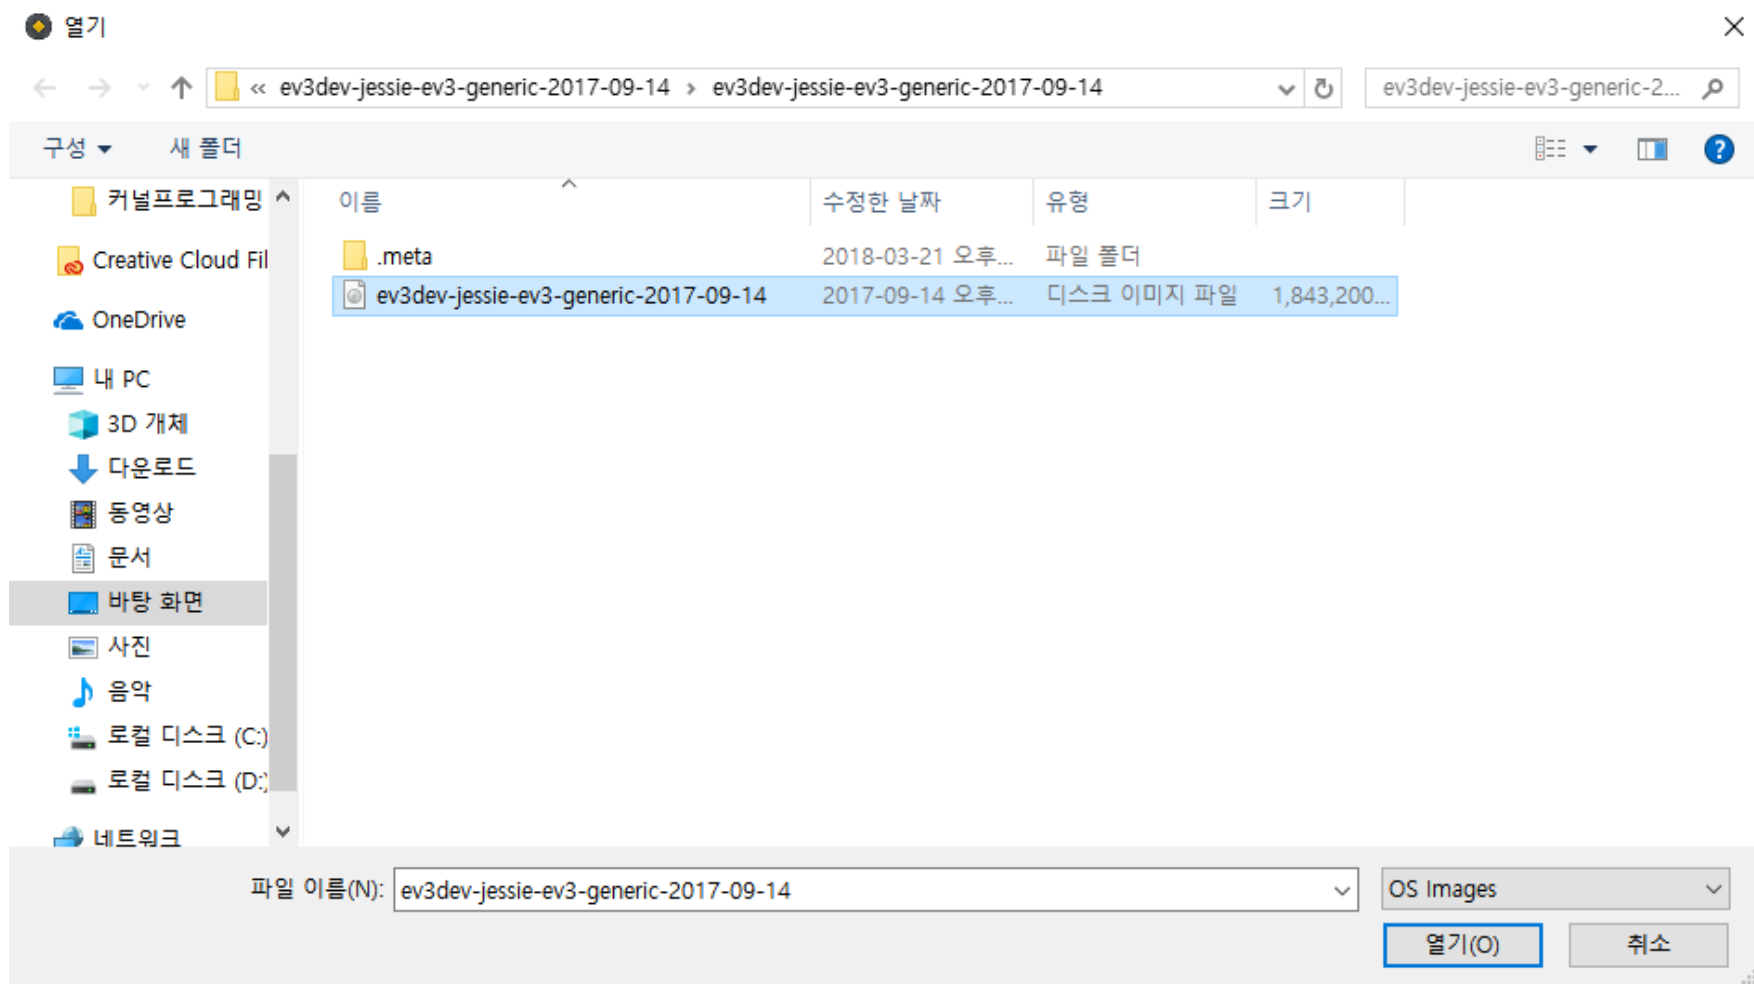 열기
« ev3dev-jessie-ev3-generic-2017-09-14 › ev3dev-jessie-ev3-generic-2017-09-14
ev3dev-jessie-ev3-generic-2...
구성 새 폴더
커널프로그래밍
Creative Cloud Fil
OneDrive
내 PC
3D 개체
다운로드
동영상
문서
바탕 화면
사진
음악
로컬 디스크 (C:)
로컬 디스크 (D:)
네트워크
이름 수정한 날짜 유형 크기
.meta 2018-03-21 오후... 파일 폴더
ev3dev-jessie-ev3-generic-2017-09-14 2017-09-14 오후... 디스크 이미지 파일 1,843,200...
파일 이름(N): ev3dev-jessie-ev3-generic-2017-09-14 OS Images
열기(O) 취소